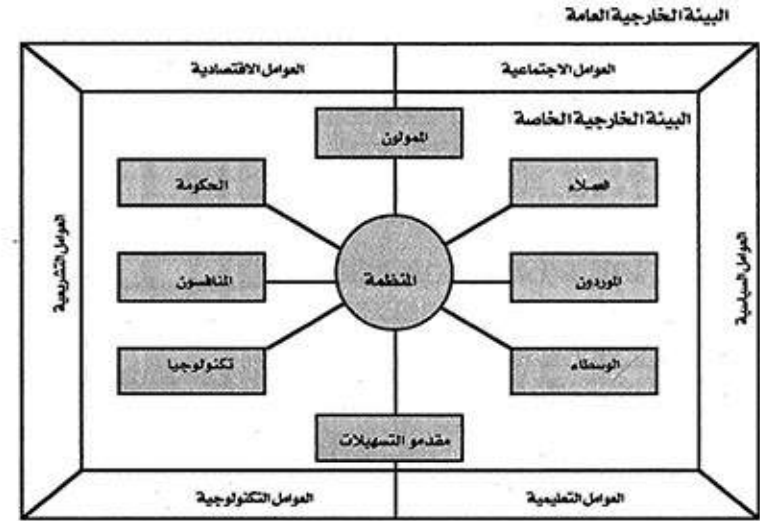 البيئة الخارجية العامة
العوامل الاجتماعية
العوامل الاقتصادية
البيئة الخارجية الخاصة
الممولون
العملاء
الحكومة
العوامل السياسية
العوامل التشريعية
الموردون
المنظمة
المنافسون
الوسطاء
تكنولوجيا
مقدمو التسهيلات
العوامل التعليمية
العوامل التكنولوجية